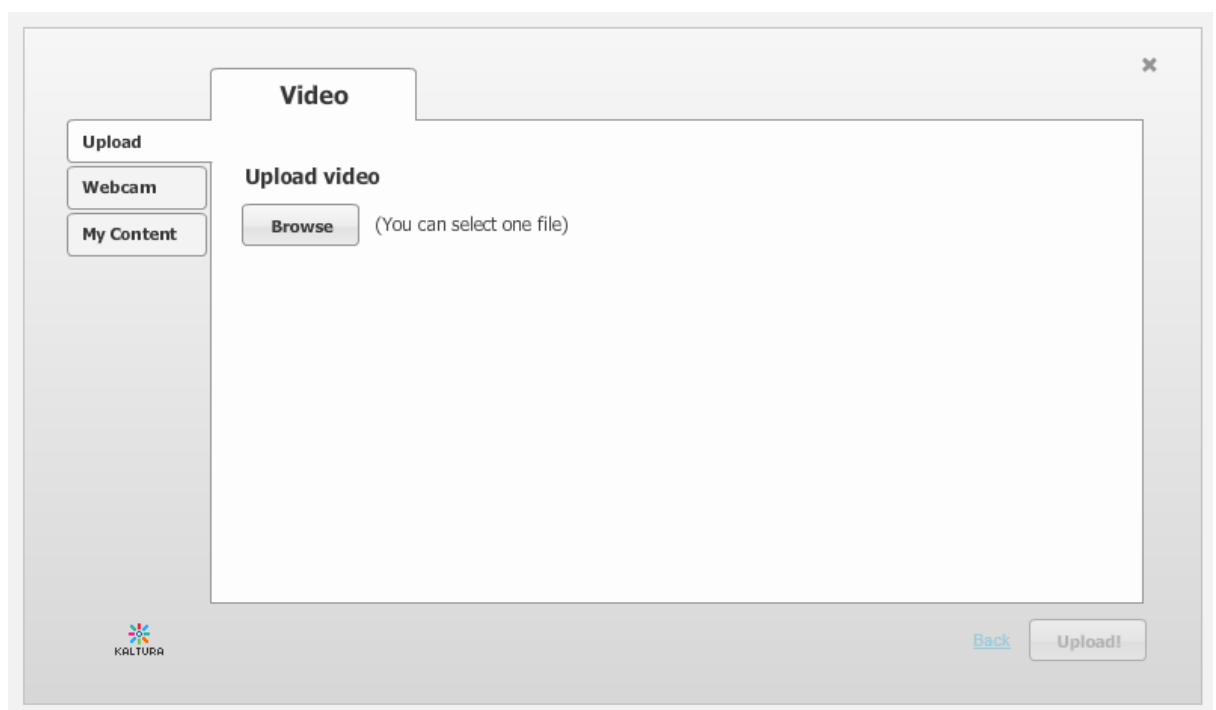 Video
Upload
Webcam
My Content
Upload video
Browse (You can select one file)
KALTURA
Back Upload!